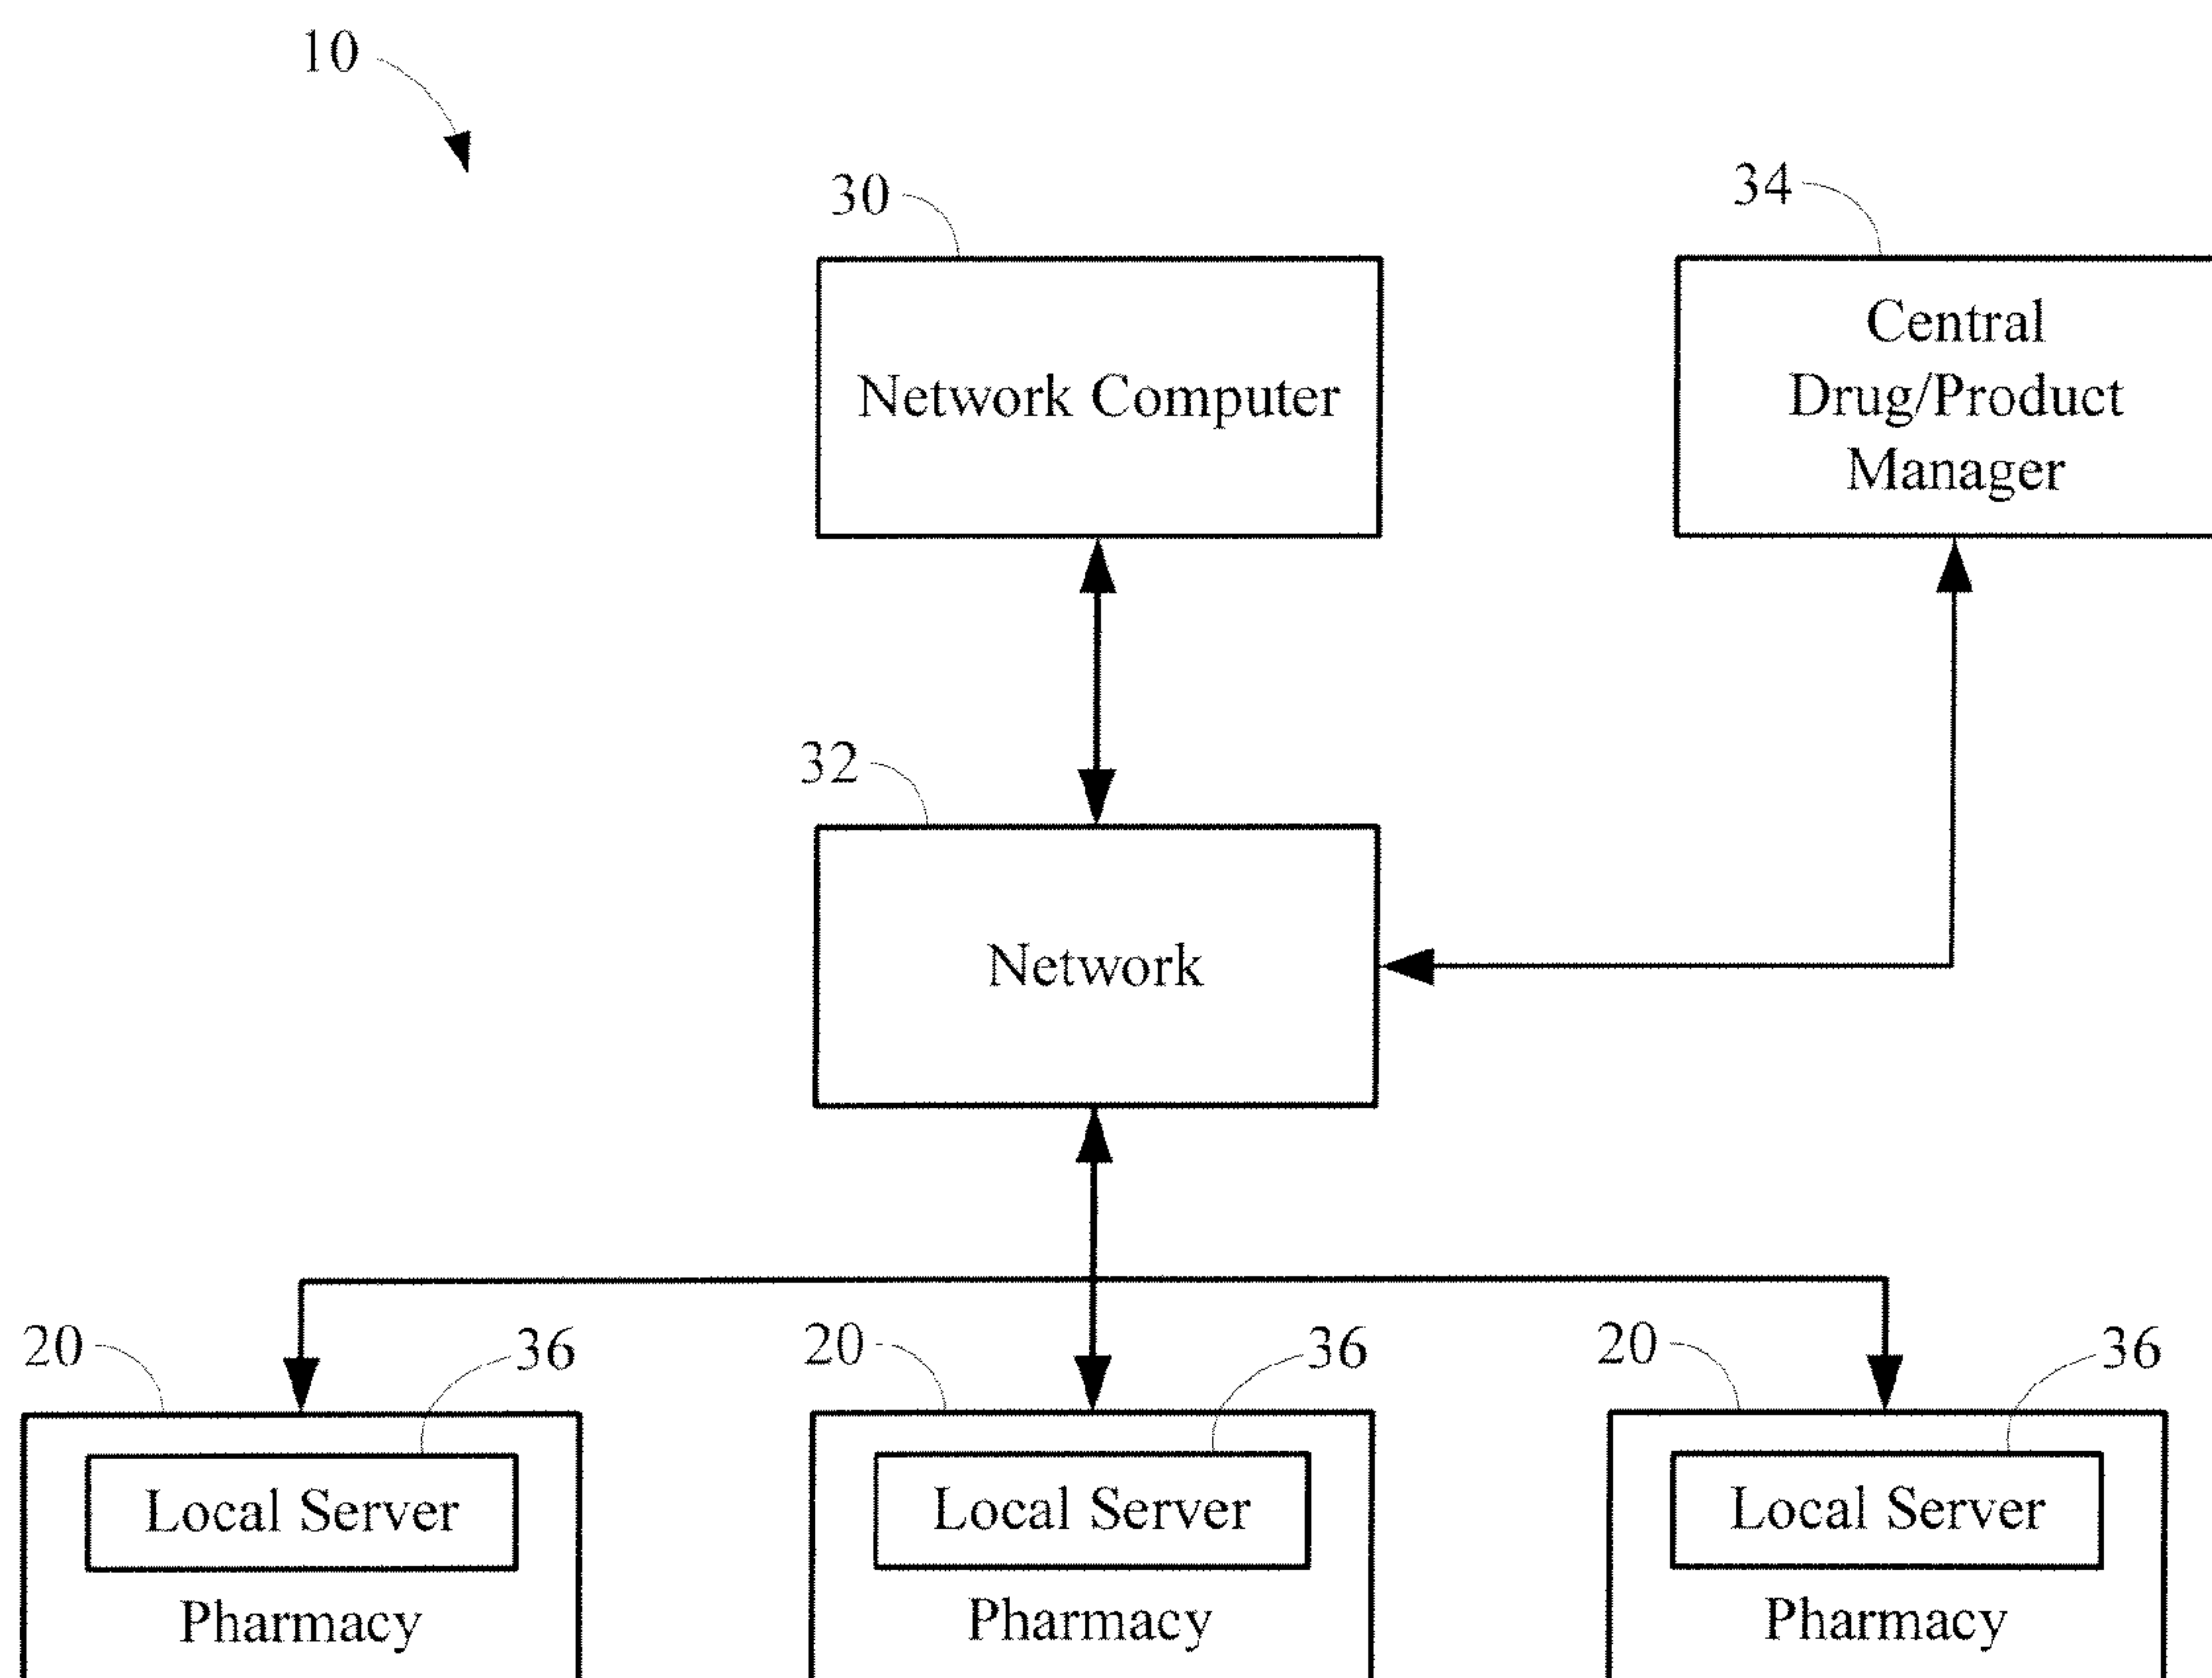 10
30
34
Network Computer
Central
Drug/Product
Manager
32
Network
20
36
20
36
20
36
Local Server
Local Server
Local Server
Pharmacy
Pharmacy
Pharmacy